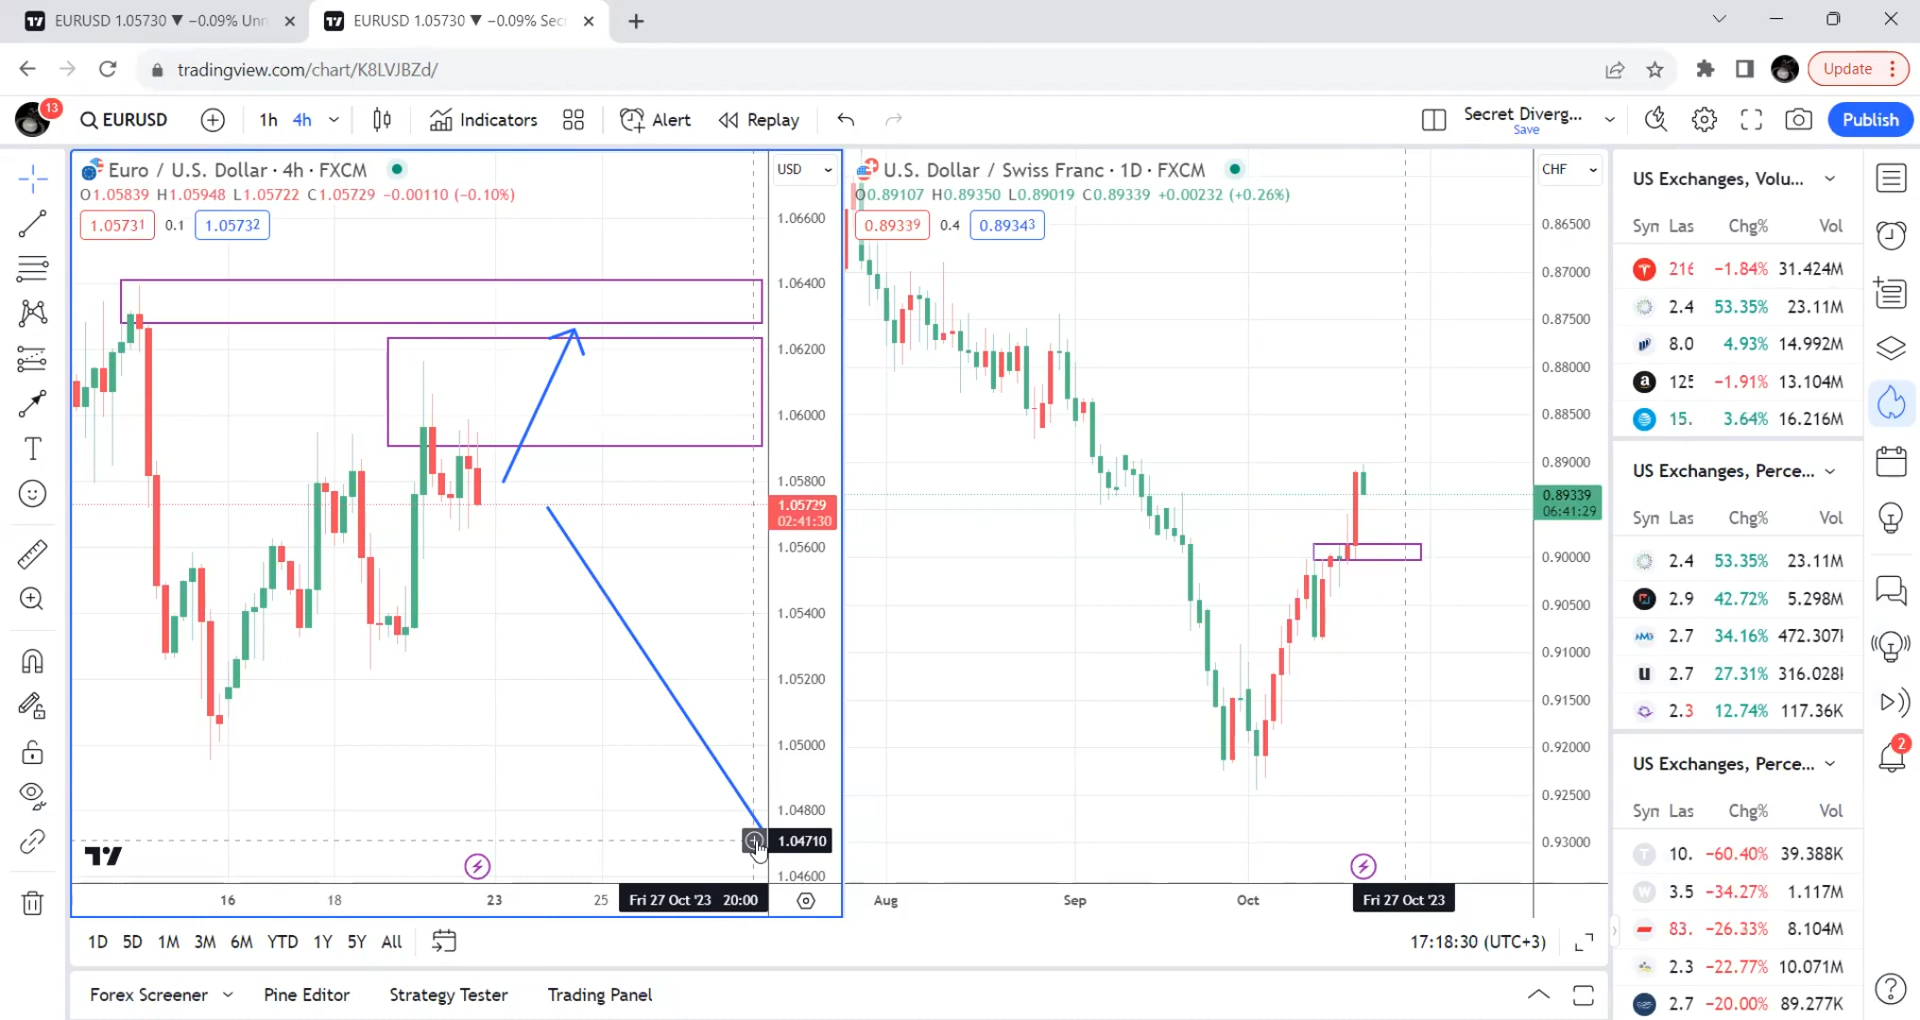 EURUSD 1.05730 ▼ −0.09% Unn
EURUSD 1.05730 ▼ −0.09% Sec
tradingview.com/chart/K8LVJBZd/
Update
13
EURUSD
1h 4h
Indicators
Alert
Replay
Secret Diverg...
Save
Publish
Euro / U.S. Dollar · 4h · FXCM
O1.05839 H1.05948 L1.05722 C1.05729 −0.00110 (−0.10%)
1.05731 0.1 1.05732
USD
1.06600
1.06400
1.06200
1.06000
1.05800
1.05729
02:41:30
1.05600
1.05400
1.05200
1.05000
1.04800
1.04710
1.04600
16 18 23 25
Fri 27 Oct '23 20:00
U.S. Dollar / Swiss Franc · 1D · FXCM
O0.89107 H0.89350 L0.89019 C0.89339 +0.00232 (+0.26%)
0.89339 0.4 0.89343
CHF
0.86500
0.87000
0.87500
0.88000
0.88500
0.89000
0.89339
06:41:29
0.90000
0.90500
0.91000
0.91500
0.92000
0.92500
0.93000
Aug Sep Oct
Fri 27 Oct '23
US Exchanges, Volu...
Syn Las Chg% Vol
216 −1.84% 31.424M
2.4 53.35% 23.11M
8.0 4.93% 14.992M
125 −1.91% 13.104M
15. 3.64% 16.216M
US Exchanges, Perce...
Syn Las Chg% Vol
2.4 53.35% 23.11M
2.9 42.72% 5.298M
2.7 34.16% 472.307K
2.7 27.31% 316.028K
2.3 12.74% 117.36K
US Exchanges, Perce...
Syn Las Chg% Vol
10. −60.40% 39.388K
3.5 −34.27% 1.117M
83. −26.33% 8.104M
2.3 −22.77% 10.071M
2.7 −20.00% 89.277K
2
1D 5D 1M 3M 6M YTD 1Y 5Y All
17:18:30 (UTC+3)
Forex Screener
Pine Editor
Strategy Tester
Trading Panel